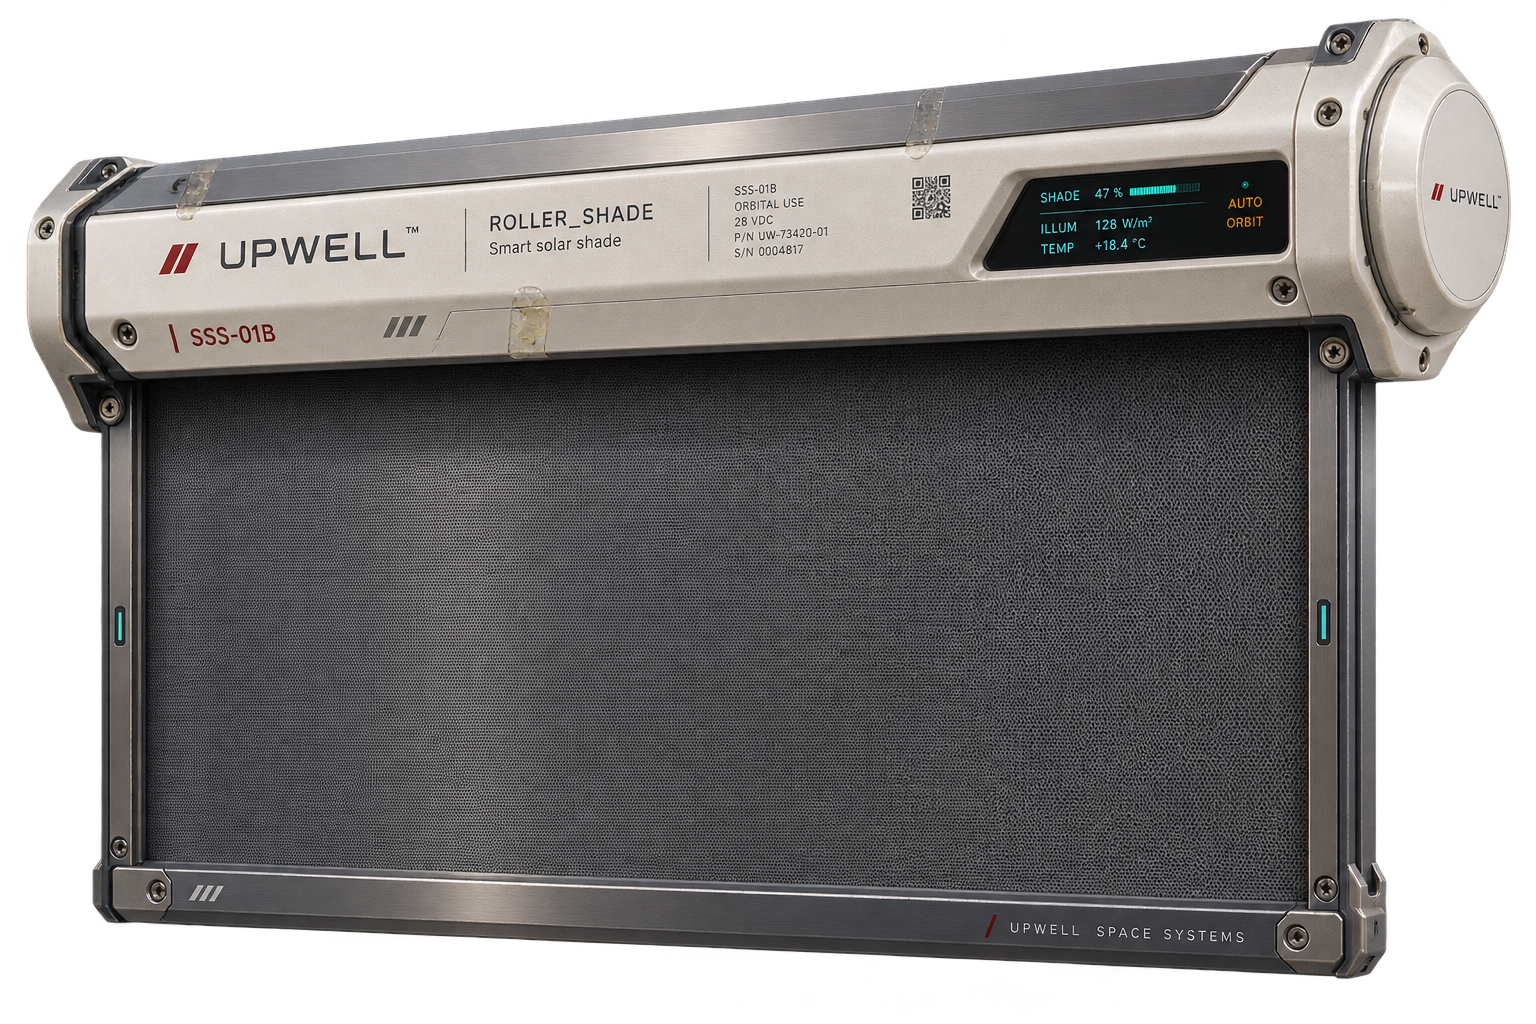 UPWELL™
ROLLER_SHADE
Smart solar shade
SSS-01B
ORBITAL USE
28 VDC
P/N UW-73420-01
S/N 0004817
SHADE 47 %
ILLUM 128 W/m²
TEMP +18.4 °C
AUTO
ORBIT
UPWELL™
SSS-01B
UPWELL SPACE SYSTEMS